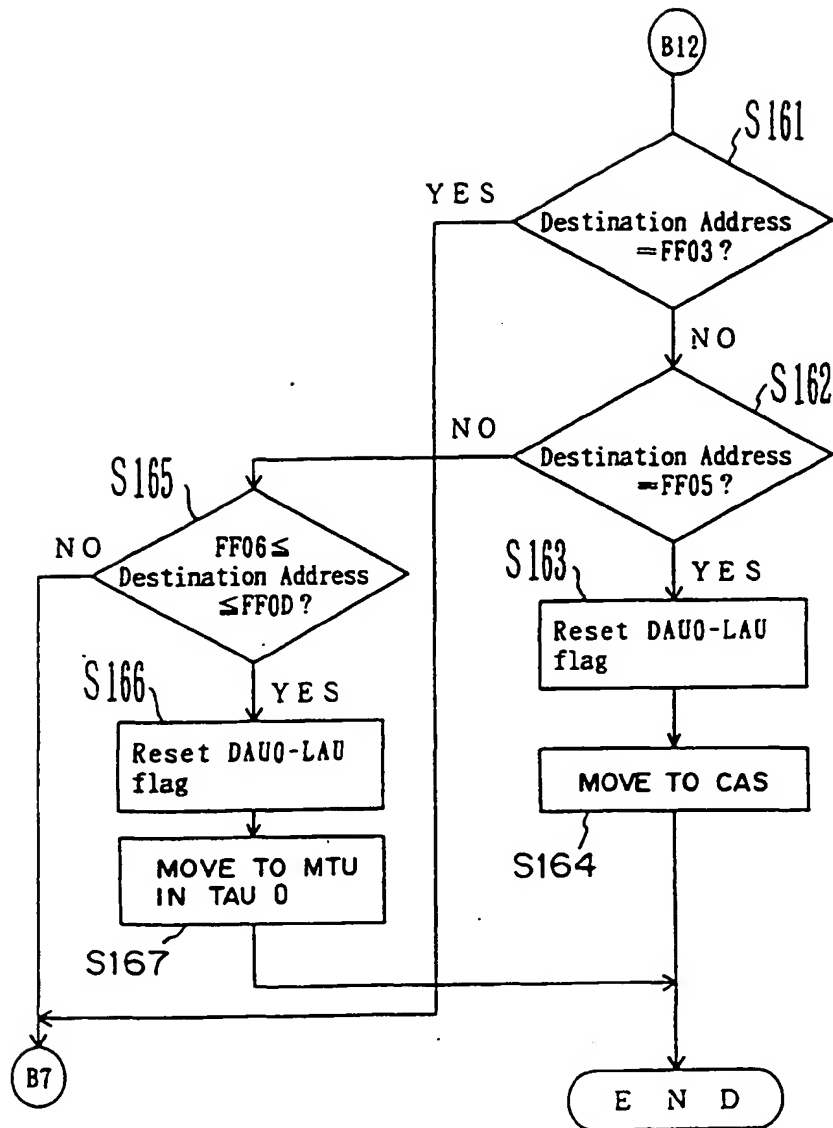 B12
S161
YES
Destination Address
=FF03?
NO
S162
NO
Destination Address
=FF05?
S165
NO
FF06≦
Destination Address
≦FF0D?
S163
YES
Reset DAU0-LAU
flag
S166
YES
Reset DAU0-LAU
flag
MOVE TO CAS
S164
MOVE TO MTU
IN TAU 0
S167
B7
END